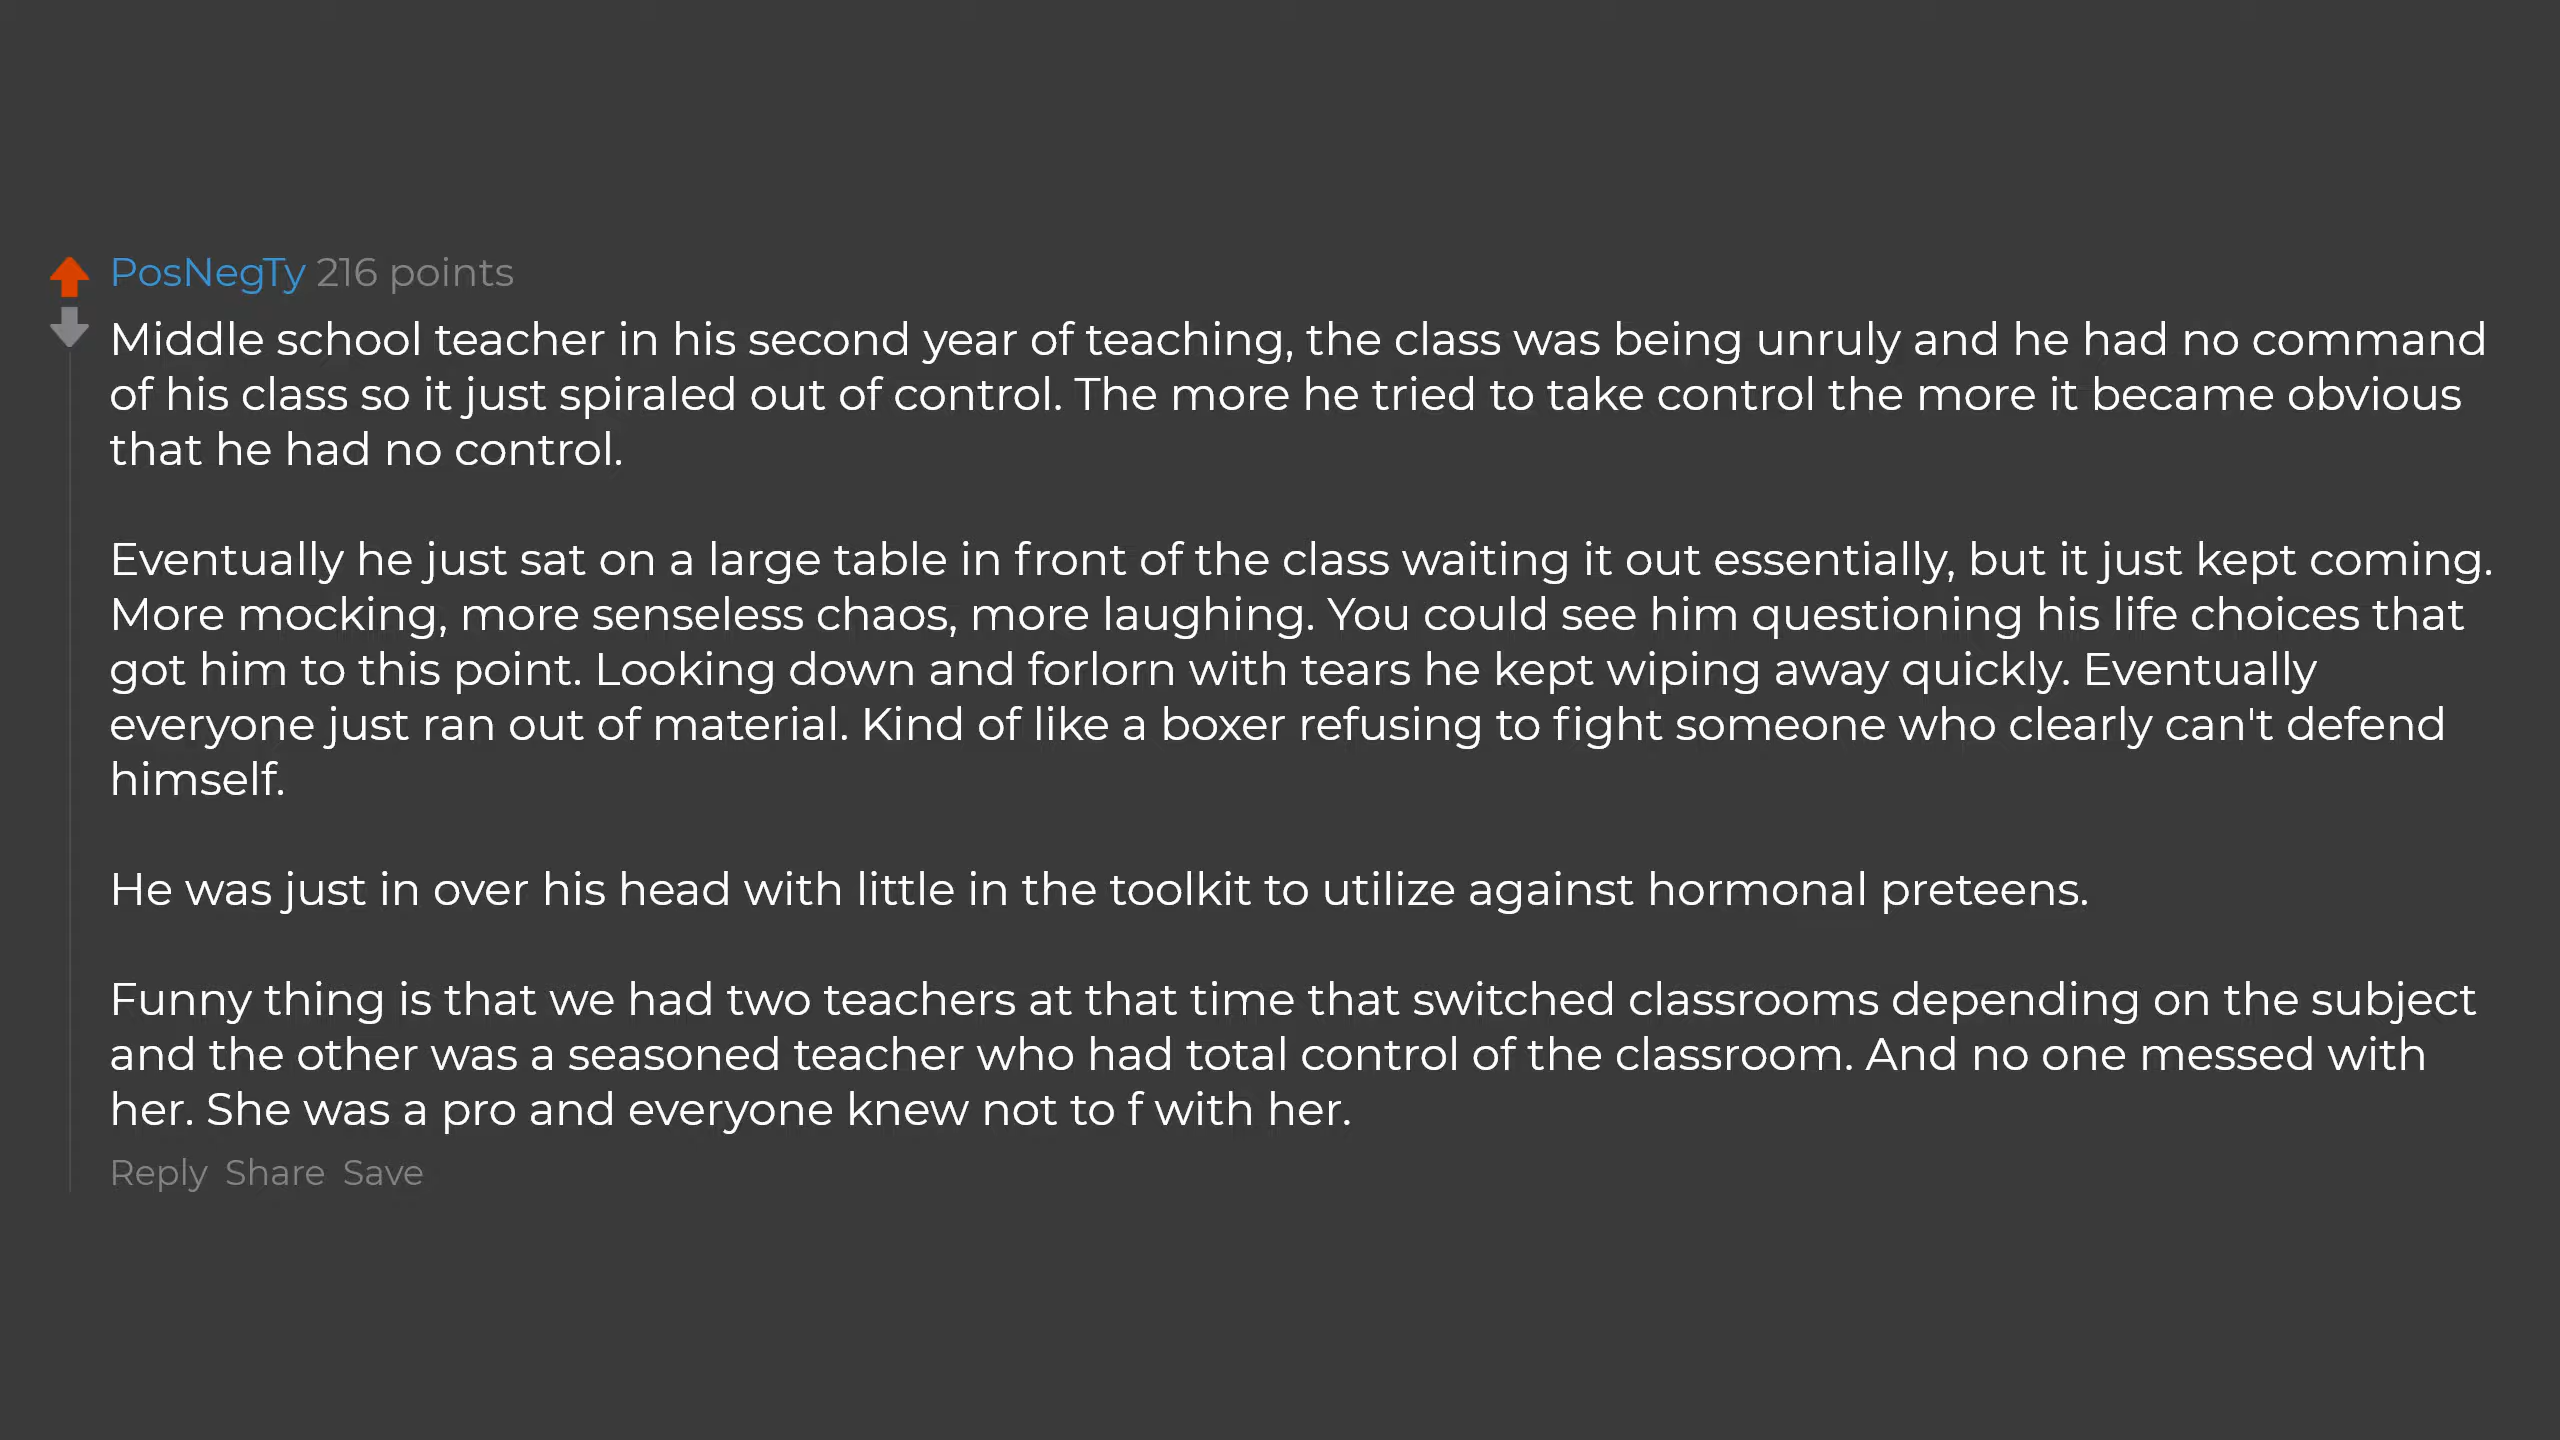 PosNegTy 216 points
Middle school teacher in his second year of teaching, the class was being unruly and he had no command
of his class so it just spiraled out of control. The more he tried to take control the more it became obvious
that he had no control.
Eventually he just sat on a large table in front of the class waiting it out essentially, but it just kept coming.
More mocking, more senseless chaos, more laughing. You could see him questioning his life choices that
got him to this point. Looking down and forlorn with tears he kept wiping away quickly. Eventually
everyone just ran out of material. Kind of like a boxer refusing to fight someone who clearly can't defend
himself.
He was just in over his head with little in the toolkit to utilize against hormonal preteens.
Funny thing is that we had two teachers at that time that switched classrooms depending on the subject
and the other was a seasoned teacher who had total control of the classroom. And no one messed with
her. She was a pro and everyone knew not to f with her.
Reply Share Save